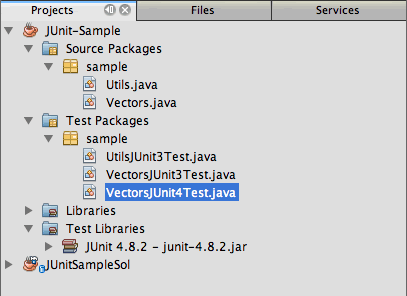 Projects
Files
Services
JUnit-Sample
Source Packages
sample
Utils.java
Vectors.java
Test Packages
sample
UtilsJUnit3Test.java
VectorsJUnit3Test.java
VectorsJUnit4Test.java
Libraries
Test Libraries
JUnit 4.8.2 - junit-4.8.2.jar
JUnitSampleSol